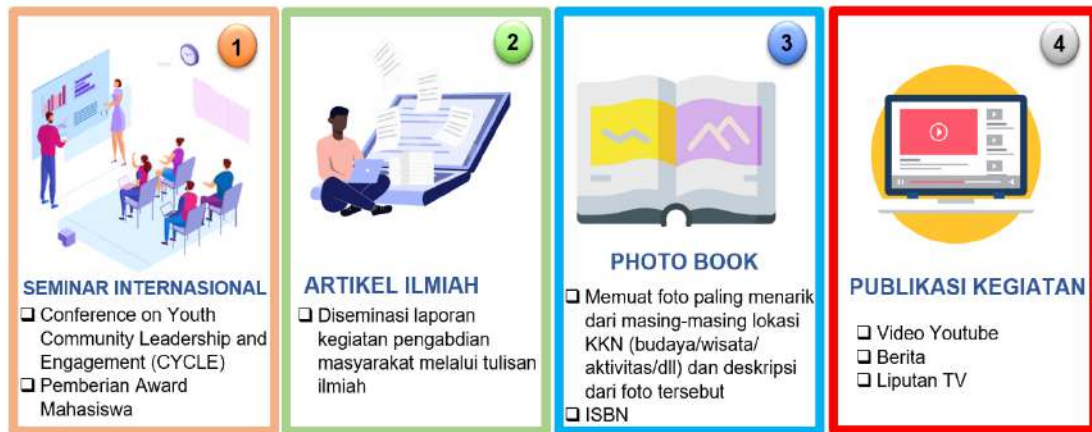 1
SEMINAR INTERNASIONAL
❑ Conference on Youth
Community Leadership and
Engagement (CYCLE)
❑ Pemberian Award
Mahasiswa
2
ARTIKEL ILMIAH
❑ Diseminasi laporan
kegiatan pengabdian
masyarakat melalui tulisan
ilmiah
3
PHOTO BOOK
❑ Memuat foto paling menarik
dari masing-masing lokasi
KKN (budaya/wisata/
aktivitas/dll) dan deskripsi
dari foto tersebut
❑ ISBN
4
PUBLIKASI KEGIATAN
❑ Video Youtube
❑ Berita
❑ Liputan TV